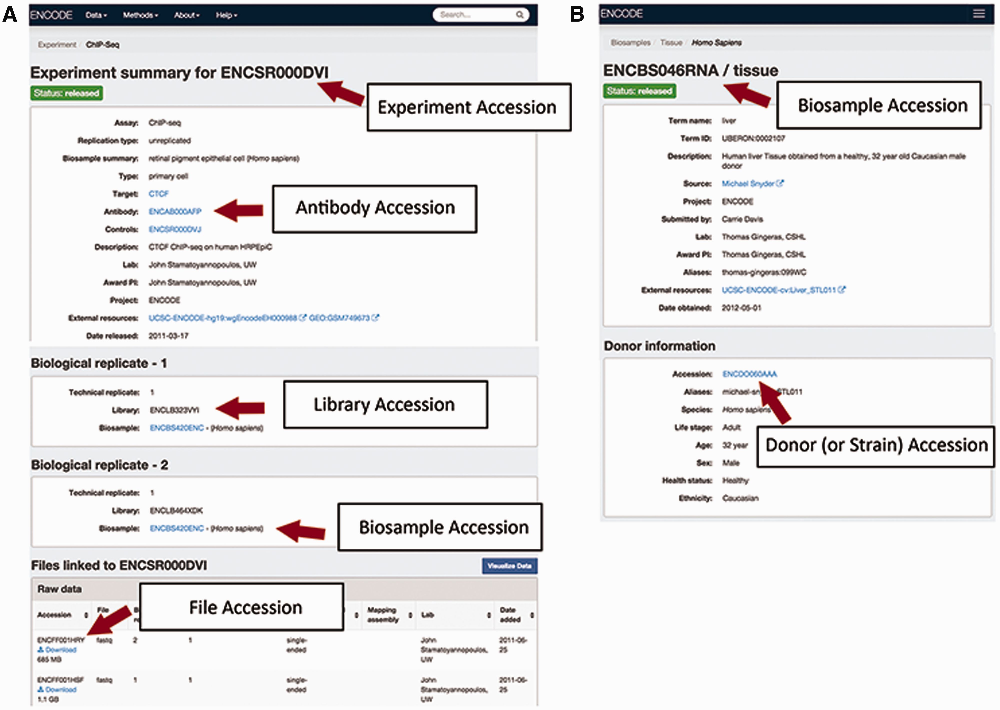 A
ENCODE Data Methods About Help Search...
Experiment / ChIP-Seq
Experiment summary for ENCSR000DVI
Status: released
Experiment Accession
Assay: ChIP-seq
Replication type: unreplicated
Biosample summary: retinal pigment epithelial cell (Homo sapiens)
Type: primary cell
Target: CTCF
Antibody: ENCAB000AFP
Antibody Accession
Controls: ENCSR000DVJ
Description: CTCF ChIP-seq on human HRPEpiC
Lab: John Stamatoyannopoulos, UW
Award PI: John Stamatoyannopoulos, UW
Project: ENCODE
External resources: UCSC-ENCODE-hg19:wgEncodeEH000988 GEO:GSM749673
Date released: 2011-03-17
Biological replicate - 1
Technical replicate: 1
Library: ENCLB323VYI
Library Accession
Biosample: ENCBS420ENC - (Homo sapiens)
Biological replicate - 2
Technical replicate: 1
Library: ENCLB464XDK
Biosample: ENCBS420ENC - (Homo sapiens)
Biosample Accession
Files linked to ENCSR000DVI
Visualize Data
Raw data
File Accession
Accession File Mapping assembly Lab Date added
ENCFF001HRY fastq 2 1 single-ended John Stamatoyannopoulos, UW 2011-06-25
Download
685 MB
ENCFF001HSF fastq 1 1 single-ended John Stamatoyannopoulos, UW 2011-06-25
Download
1.1 GB
B
ENCODE
Biosamples / Tissue / Homo Sapiens
ENCBS046RNA / tissue
Status: released
Biosample Accession
Term name: liver
Term ID: UBERON:0002107
Description: Human liver Tissue obtained from a healthy, 32 year old Caucasian male
donor
Source: Michael Snyder
Project: ENCODE
Submitted by: Carrie Davis
Lab: Thomas Gingeras, CSHL
Award PI: Thomas Gingeras, CSHL
Aliases: thomas-gingeras:099WC
External resources: UCSC-ENCODE-cv:Liver_STL011
Date obtained: 2012-05-01
Donor information
Accession: ENCDO060AAA
Aliases: STL011
Species: Homo sapiens
Life stage: Adult
Donor (or Strain) Accession
Age: 32 year
Sex: Male
Health status: Healthy
Ethnicity: Caucasian